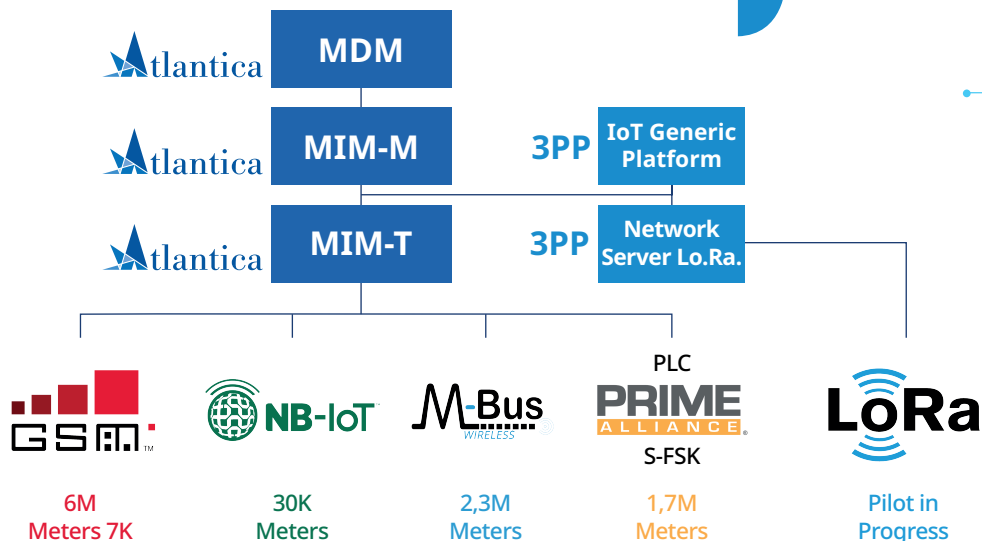 Atlantica
MDM
Atlantica
MIM-M
3PP
IoT Generic
Platform
Atlantica
MIM-T
3PP
Network
Server Lo.Ra.
GSM TM
NB-IoT
M-Bus
WIRELESS
PLC
PRIME
ALLIANCE®
S-FSK
LoRa
6M
Meters 7K
30K
Meters
2,3M
Meters
1,7M
Meters
Pilot in
Progress